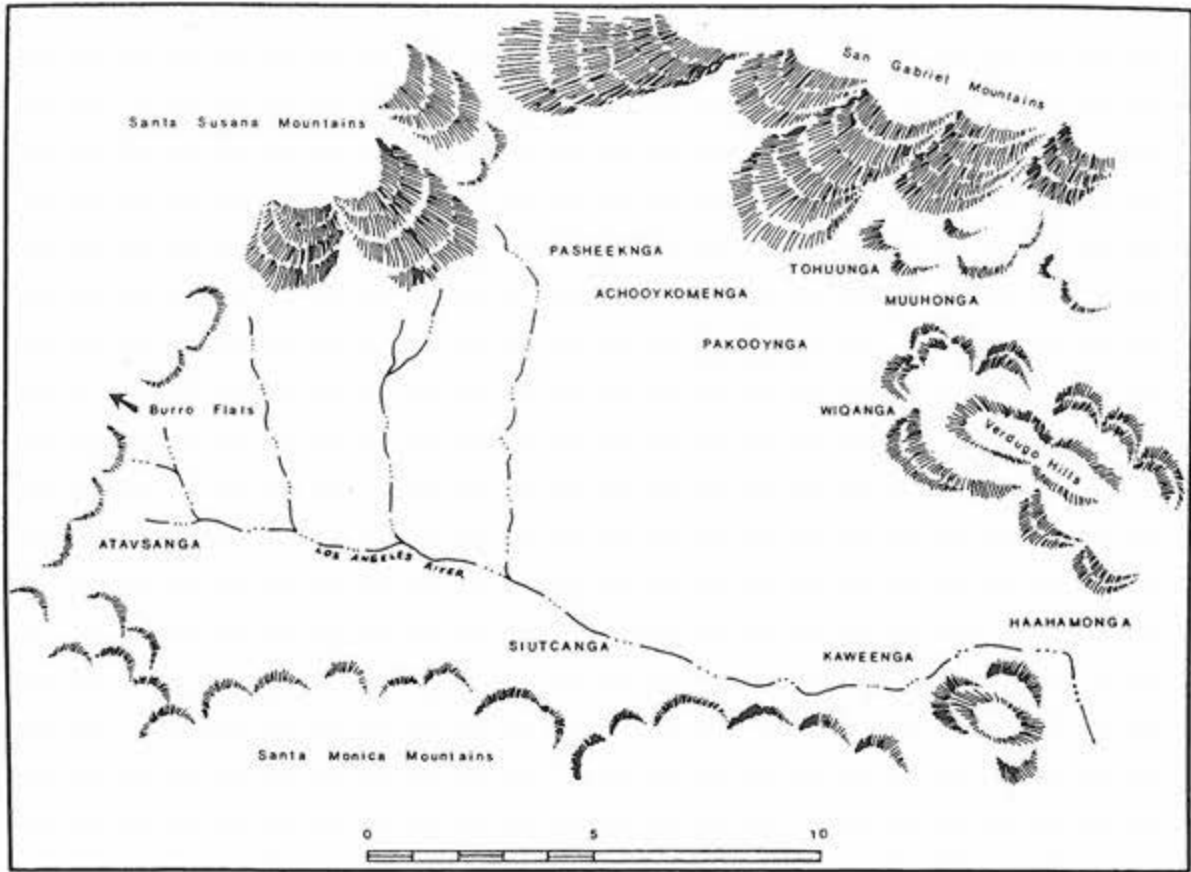 San Gabriel Mountains
Santa Susana Mountains
PASHEEKNGA
TOHUUNGA
ACHOOYKOMENGA
MUUHONGA
PAKOOYNGA
Burro Flats
WIQANGA
Verdugo Hills
ATAVSANGA
LOS ANGELES RIVER
HAAHAMONGA
SIUTCANGA
KAWEENGA
Santa Monica Mountains
0 5 10